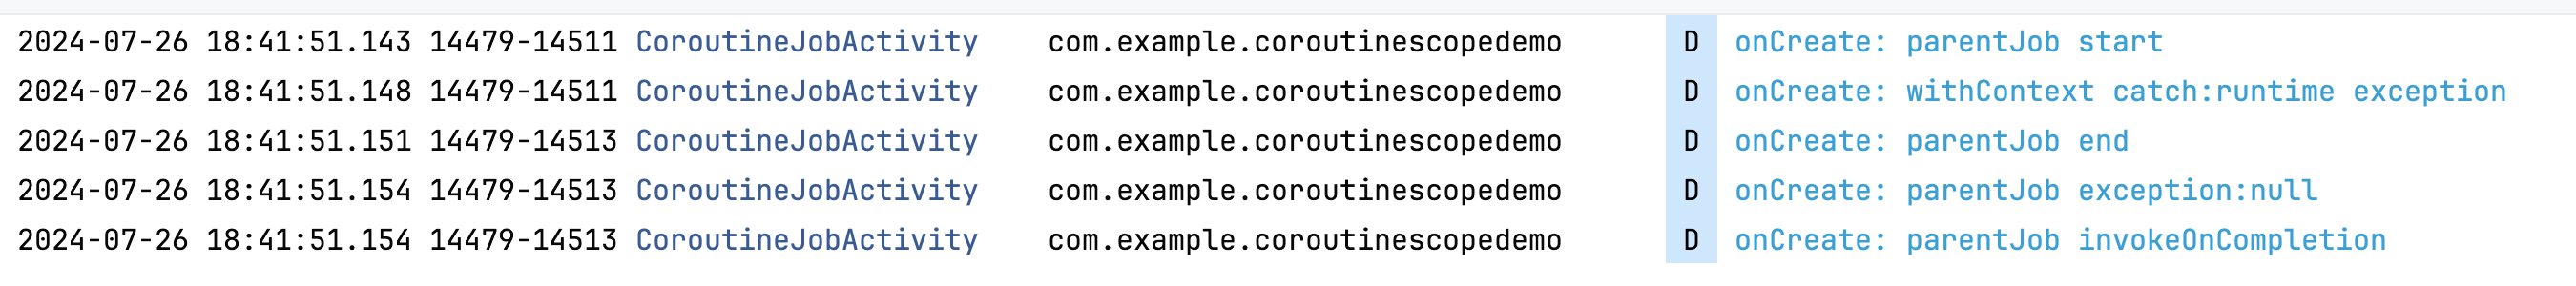 2024-07-26 18:41:51.143 14479-14511 CoroutineJobActivity com.example.coroutinescopedemo D onCreate: parentJob start
2024-07-26 18:41:51.148 14479-14511 CoroutineJobActivity com.example.coroutinescopedemo D onCreate: withContext catch:runtime exception
2024-07-26 18:41:51.151 14479-14513 CoroutineJobActivity com.example.coroutinescopedemo D onCreate: parentJob end
2024-07-26 18:41:51.154 14479-14513 CoroutineJobActivity com.example.coroutinescopedemo D onCreate: parentJob exception:null
2024-07-26 18:41:51.154 14479-14513 CoroutineJobActivity com.example.coroutinescopedemo D onCreate: parentJob invokeOnCompletion